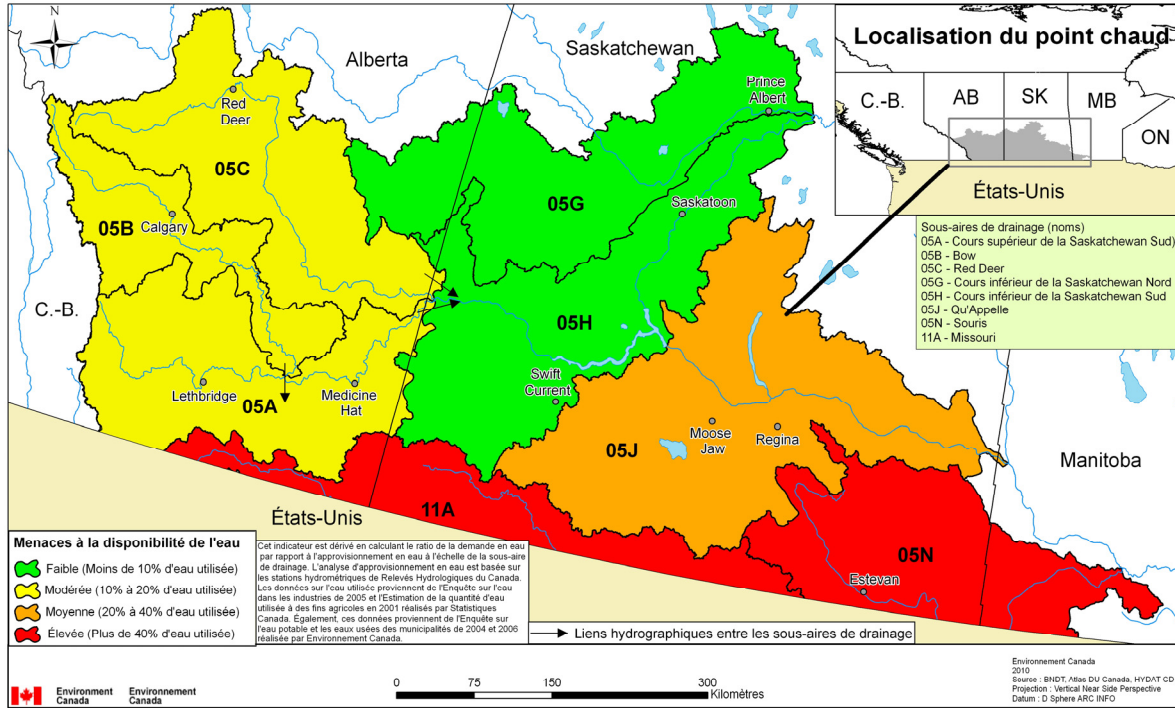 N
Alberta
Saskatchewan
Prince
Albert
Red
Deer
05C
05G
Saskatoon
05B
Calgary
C.-B.
05H
Lethbridge
05A
Medicine
Hat
Swift
Current
05J
Moose
Jaw
Regina
Manitoba
11A
États-Unis
05N
Estevan
Localisation du point chaud
C.-B.
AB
SK
MB
ON
États-Unis
Sous-aires de drainage (noms)
05A - Cours supérieur de la Saskatchewan Sud)
05B - Bow
05C - Red Deer
05G - Cours inférieur de la Saskatchewan Nord
05H - Cours inférieur de la Saskatchewan Sud
05J - Qu'Appelle
05N - Souris
11A - Missouri
Menaces à la disponibilité de l'eau
Faible (Moins de 10% d'eau utilisée)
Modérée (10% à 20% d'eau utilisée)
Moyenne (20% à 40% d'eau utilisée)
Élevée (Plus de 40% d'eau utilisée)
Cet indicateur est dérivé en calculant le ratio de la demande en eau
par rapport à l'approvisionnement en eau à l'échelle de la sous-aire
de drainage. L'analyse d'approvisionnement en eau est basée sur
les stations hydrométriques de Relevés Hydrologiques du Canada.
Les données sur l'eau utilisée proviennent de l'Enquête sur l'eau
dans les industries de 2005 et l'Estimation de la quantité d'eau
utilisée à des fins agricoles en 2001 réalisés par Statistiques
Canada. Également, ces données proviennent de l'Enquête sur
l'eau potable et les eaux usées des municipalités de 2004 et 2006
réalisée par Environment Canada.
Liens hydrographiques entre les sous-aires de drainage
Environment
Canada
Environnement
Canada
0 75 150 300
Kilomètres
Environnement Canada
2010
Source : BNDT, Atlas DU Canada, HYDAT CD
Projection : Vertical Near Side Perspective
Datum : D Sphere ARC INFO